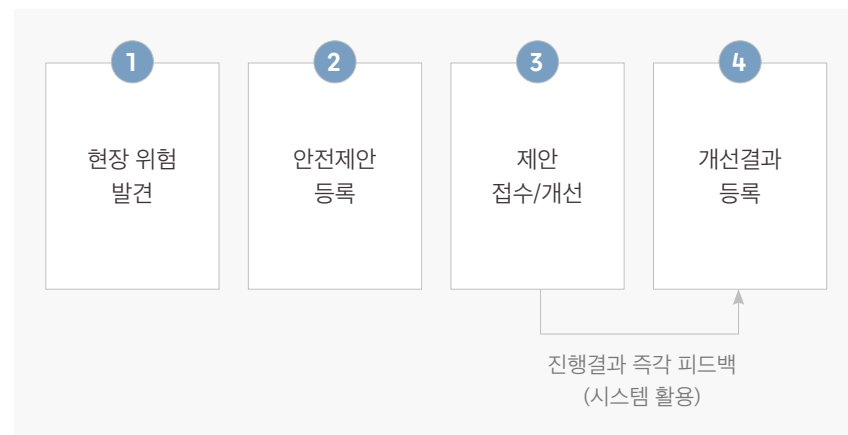 1
현장 위험
발견
2
안전제안
등록
3
제안
접수/개선
4
개선결과
등록
진행결과 즉각 피드백
(시스템 활용)